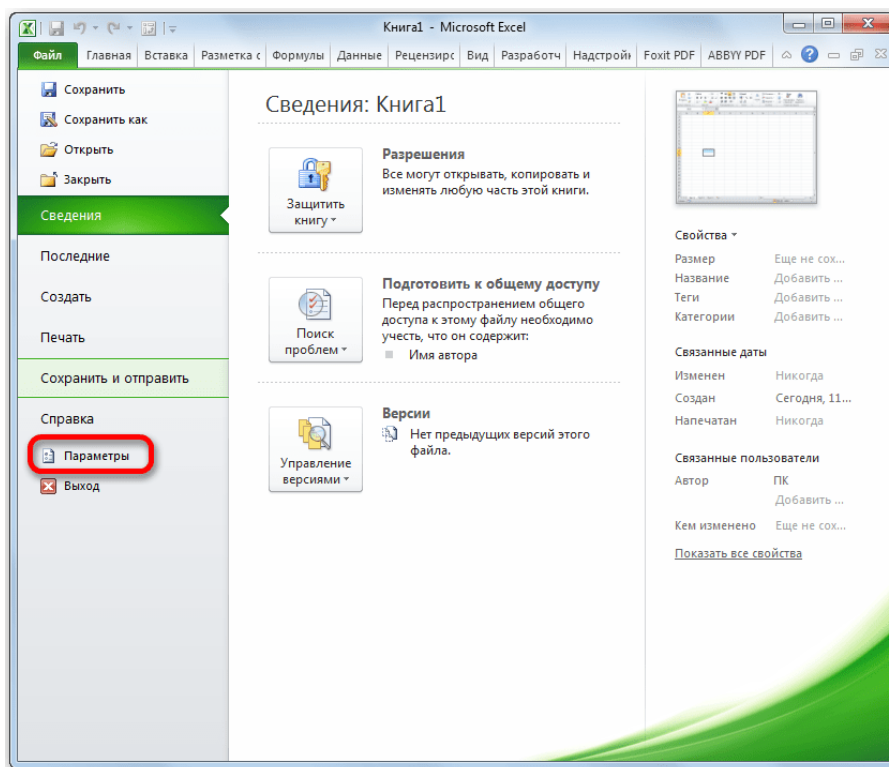 Книга1 - Microsoft Excel
Файл Главная Вставка Разметка с Формулы Данные Рецензирс Вид Разработч Надстройи Foxit PDF ABBYY PDF
Сохранить
Сохранить как
Открыть
Закрыть
Сведения
Последние
Создать
Печать
Сохранить и отправить
Справка
Параметры
Выход
Сведения: Книга1
Защитить
книгу
Разрешения
Все могут открывать, копировать и
изменять любую часть этой книги.
Поиск
проблем
Подготовить к общему доступу
Перед распространением общего
доступа к этому файлу необходимо
учесть, что он содержит:
Имя автора
Управление
версиями
Версии
Нет предыдущих версий этого
файла.
Свойства
Размер Еще не сох...
Название Добавить ...
Теги Добавить ...
Категории Добавить ...
Связанные даты
Изменен Никогда
Создан Сегодня, 11...
Напечатан Никогда
Связанные пользователи
Автор ПК
Добавить ...
Кем изменено Еще не сох...
Показать все свойства